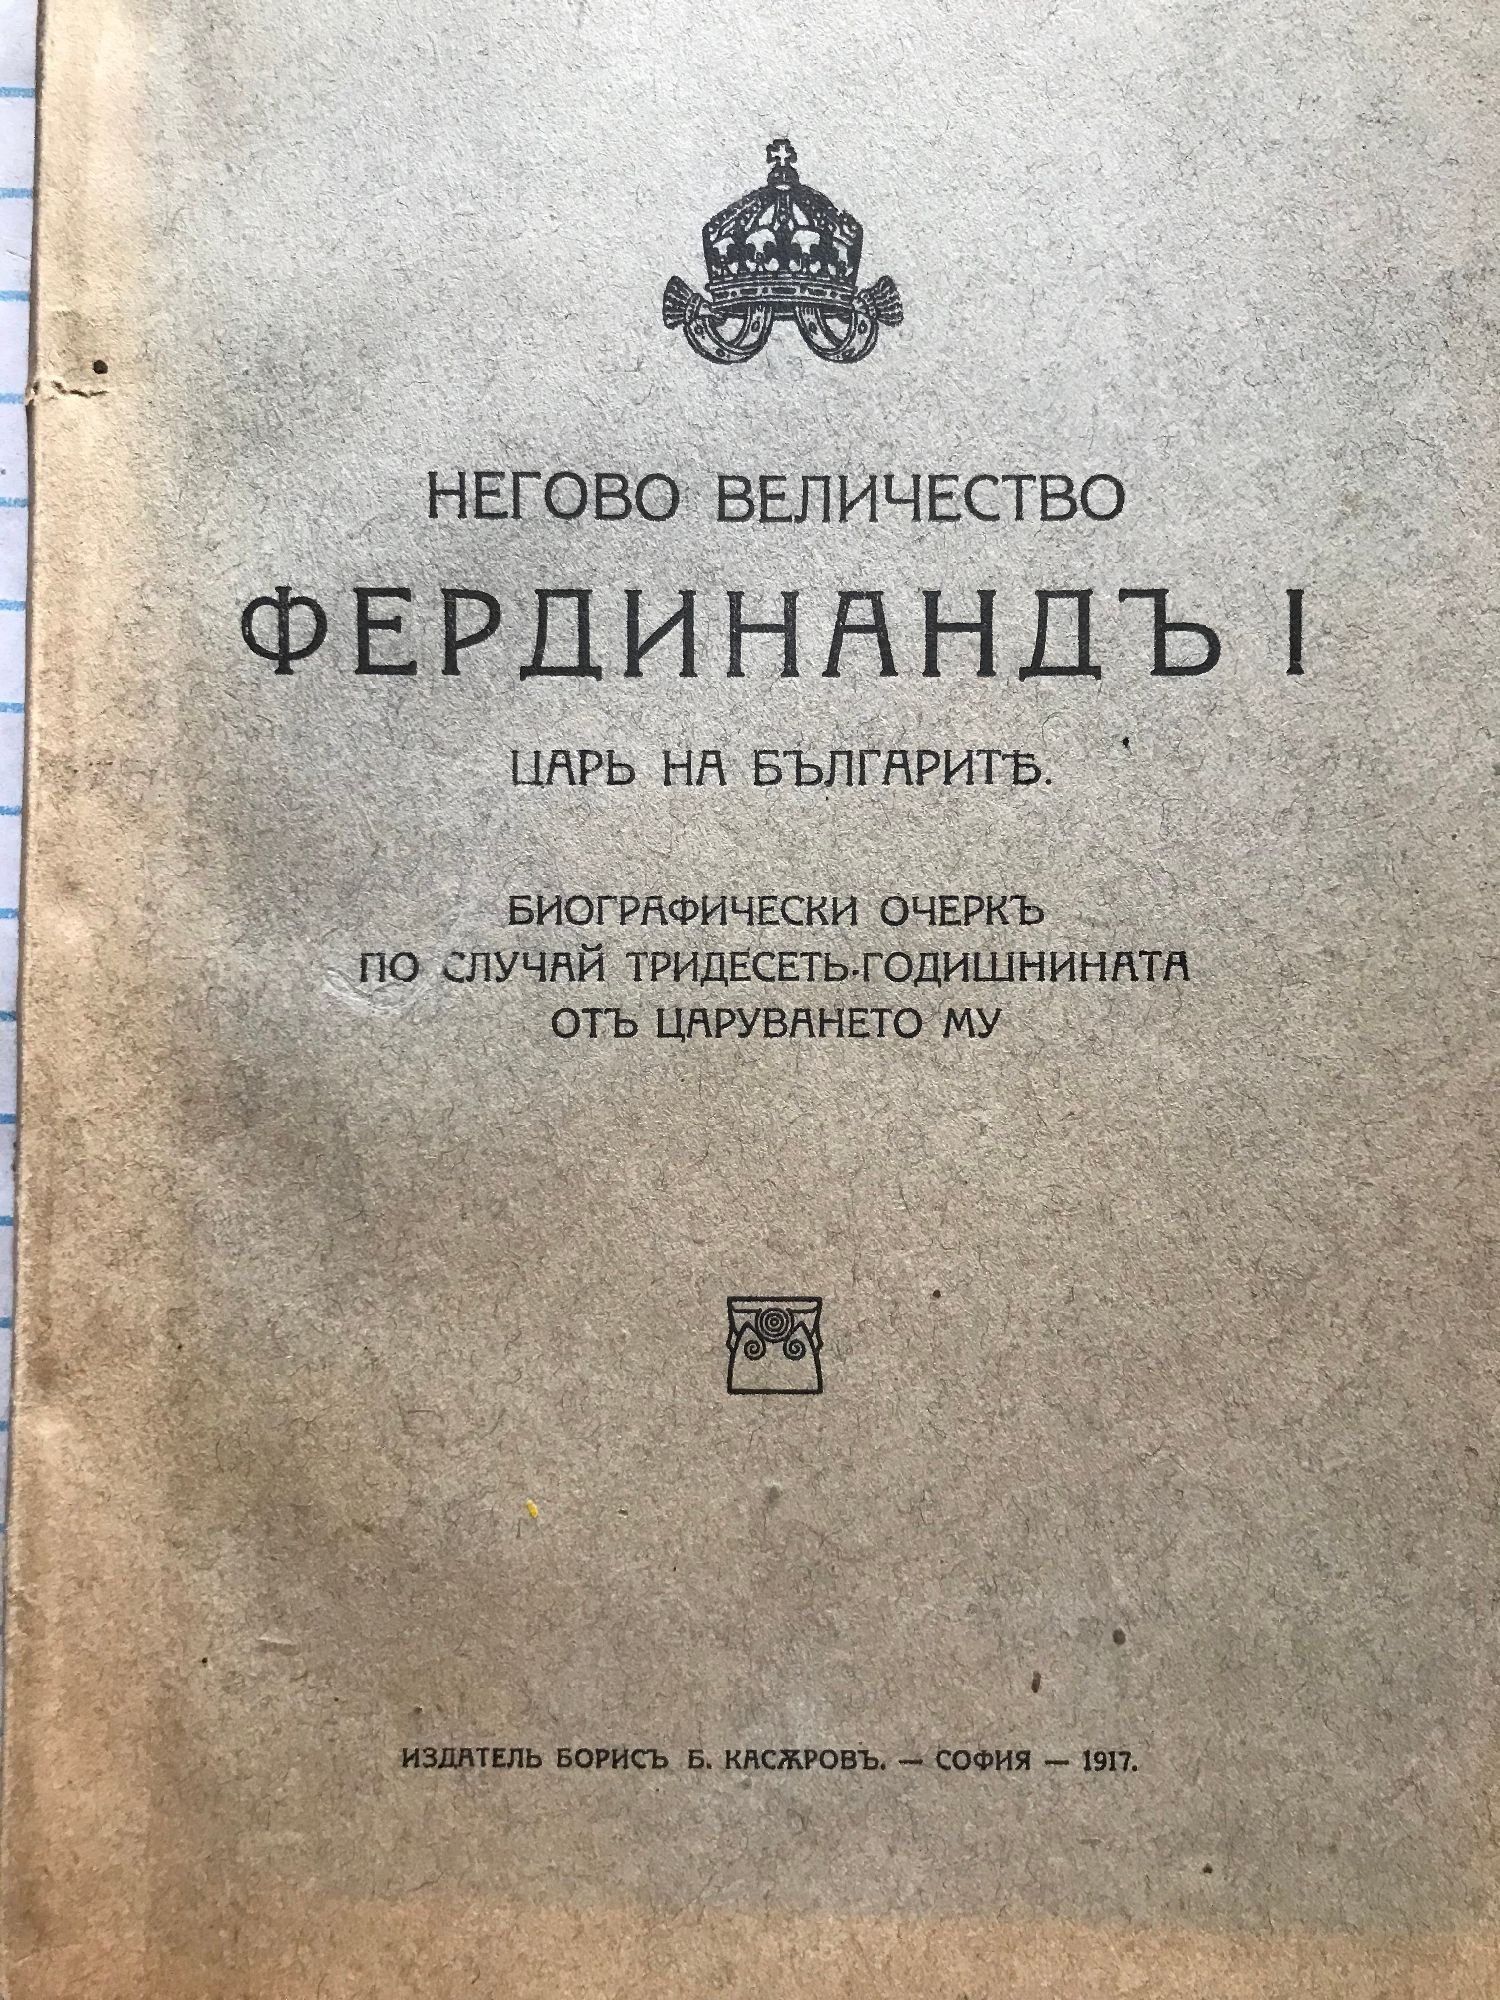 НЕГОВО ВЕЛИЧЕСТВО
ФЕРДИНАНДЪ I
ЦАРЬ НА БЪЛГАРИТѢ.
БИОГРАФИЧЕСКИ ОЧЕРКЪ
ПО СЛУЧАЙ ТРИДЕСЕТЬ-ГОДИШНИНАТА
ОТЪ ЦАРУВАНЕТО МУ
ИЗДАТЕЛЬ БОРИСЪ Б. КАСѪРОВЪ. — СОФИЯ — 1917.